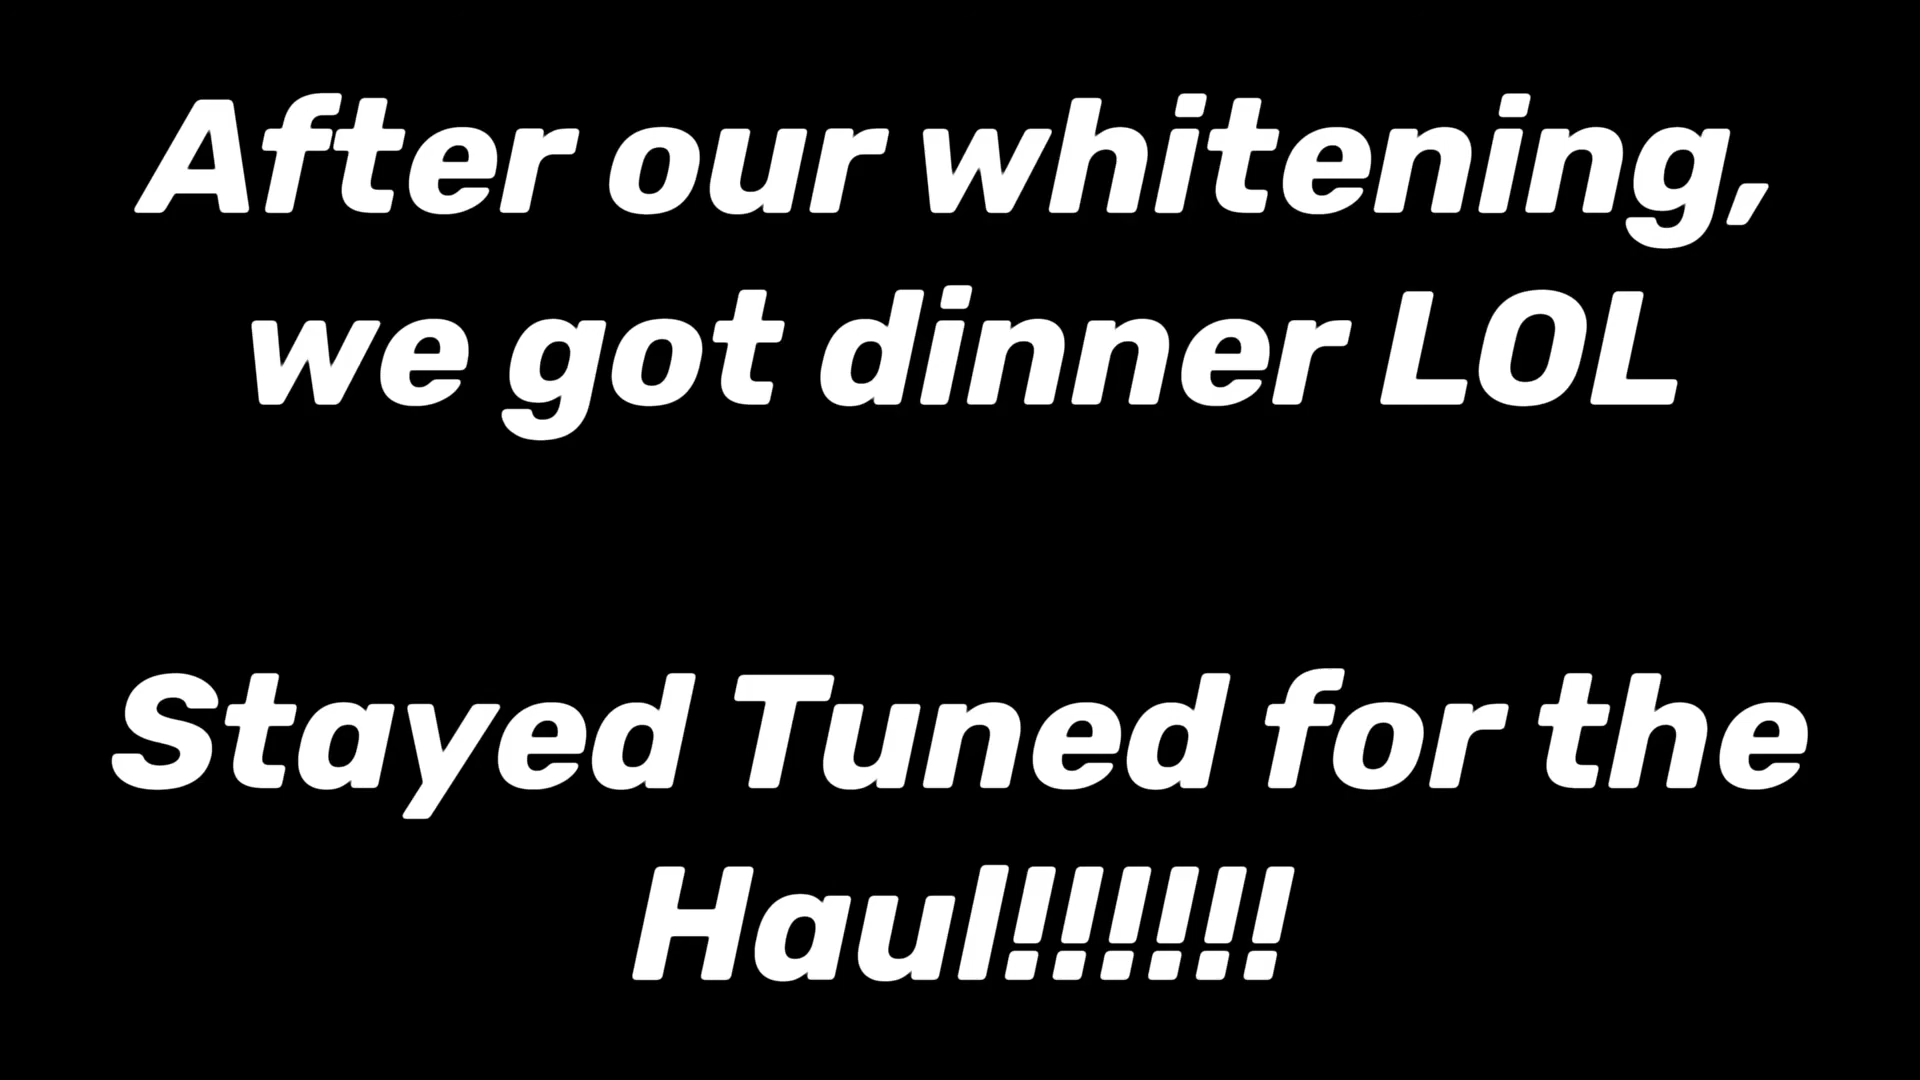 After our whitening,
we got dinner LOL
Stayed Tuned for the
Haul!!!!!!